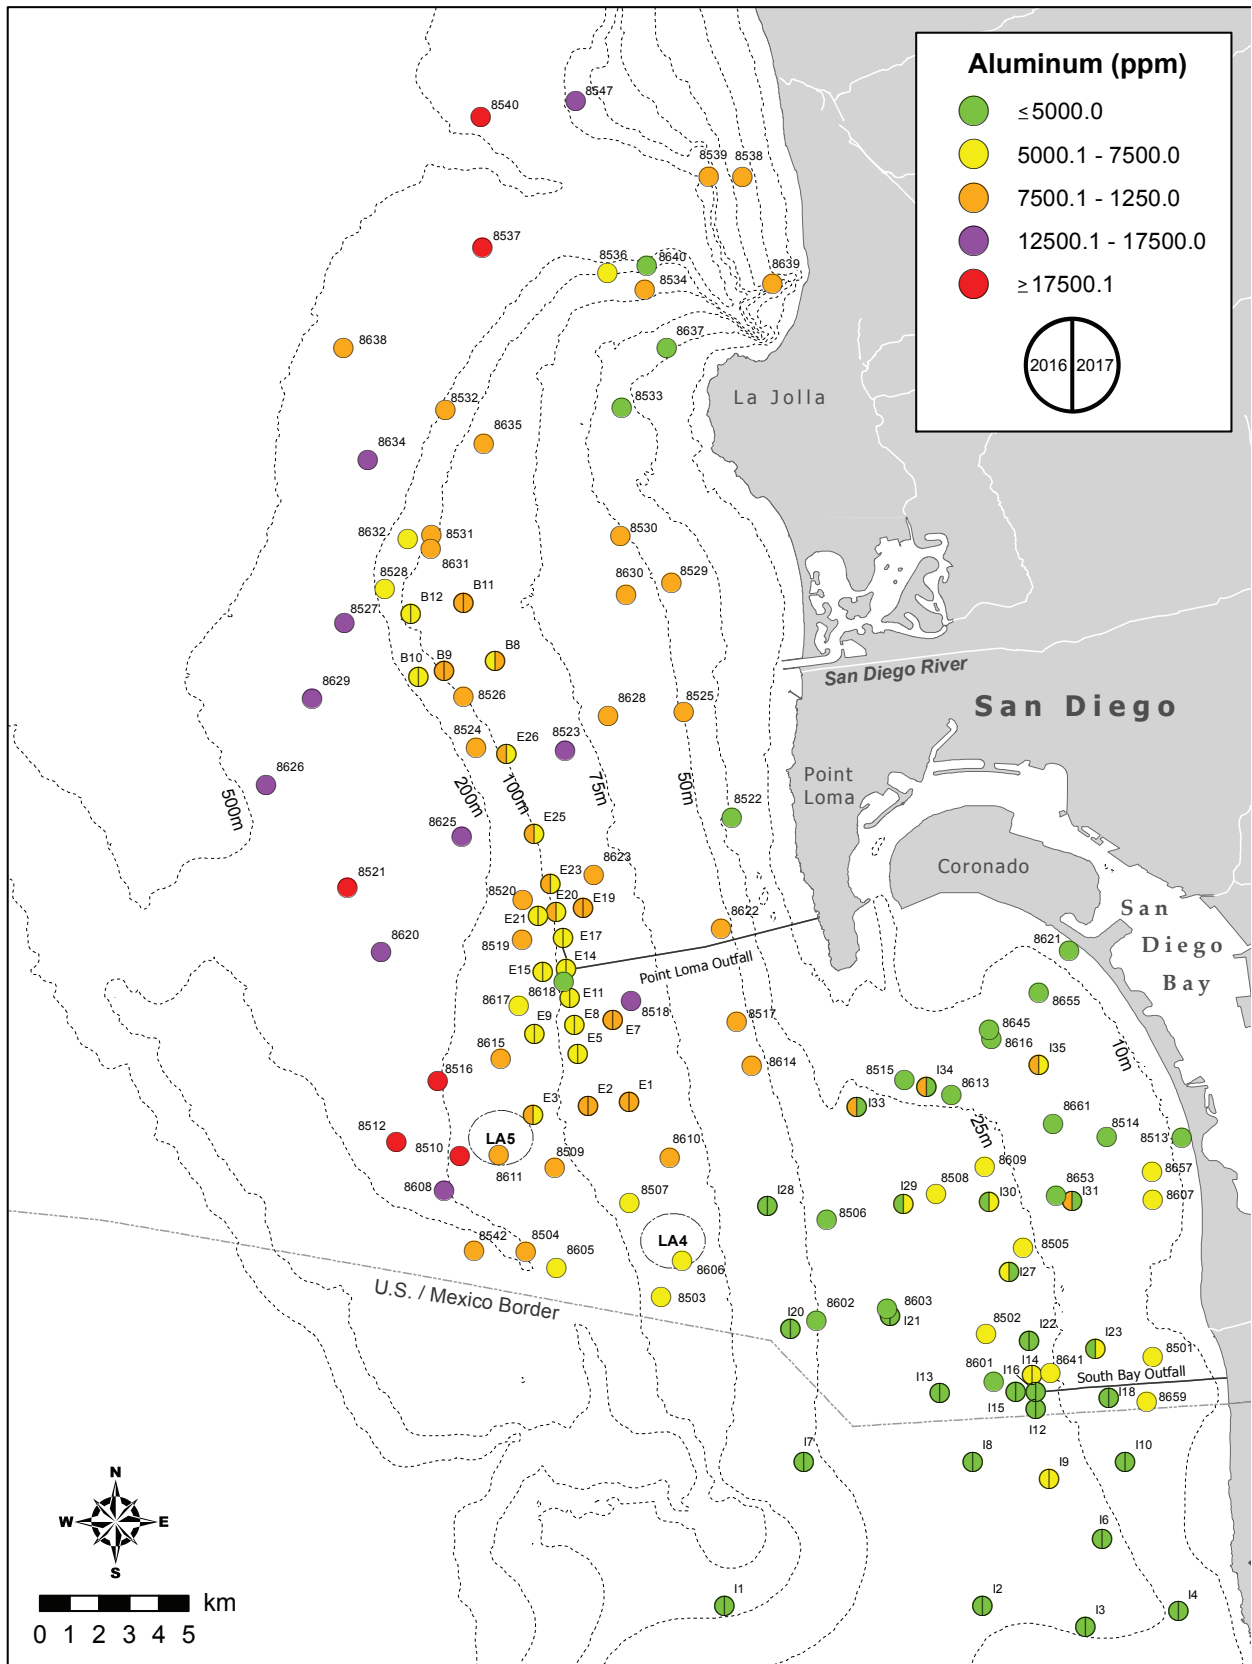 Aluminum (ppm)
≤5000.0
5000.1 - 7500.0
7500.1 - 1250.0
12500.1 - 17500.0
≥17500.1
2016 2017
8547
8540
8539 8538
8537
8536
8640
8639
8534
8638
8637
La Jolla
8532
8533
8635
8634
8632
8531
8530
8631
8528
8630
8529
B12
B11
8527
B10
B9
B8
San Diego River
8629
8526
8628
8525
San Diego
8524
E26
8523
8626
500m
200m
100m
75m
50m
Point
Loma
8522
8625
E25
8623
Coronado
8521
E23
8520
E20
E19
E21
8622
San
Diego
Bay
8620
8519
E17
8621
E14
E15
Point Loma Outfall
8617
8618
E11
8518
8655
E9
E8
E7
8517
8645
8616
10m
8615
E5
8614
I35
8516
8515
I34
8613
E3
E2
E1
I33
8661
25m
8512
LA5
8514
8513
8510
8611
8509
8610
8609
8657
8608
8507
I28
I29
8508
I30
8653
I31
8607
8506
8542
8504
8605
LA4
8606
8505
I27
8503
U.S. / Mexico Border
I20
8602
8603
I21
8502
I22
I23
8501
I14
8641
8601
I16
South Bay Outfall
I13
I15
I18
8659
I12
I7
I8
I9
I10
I6
N
W E
S
I1
I2
I3
I4
km
0 1 2 3 4 5